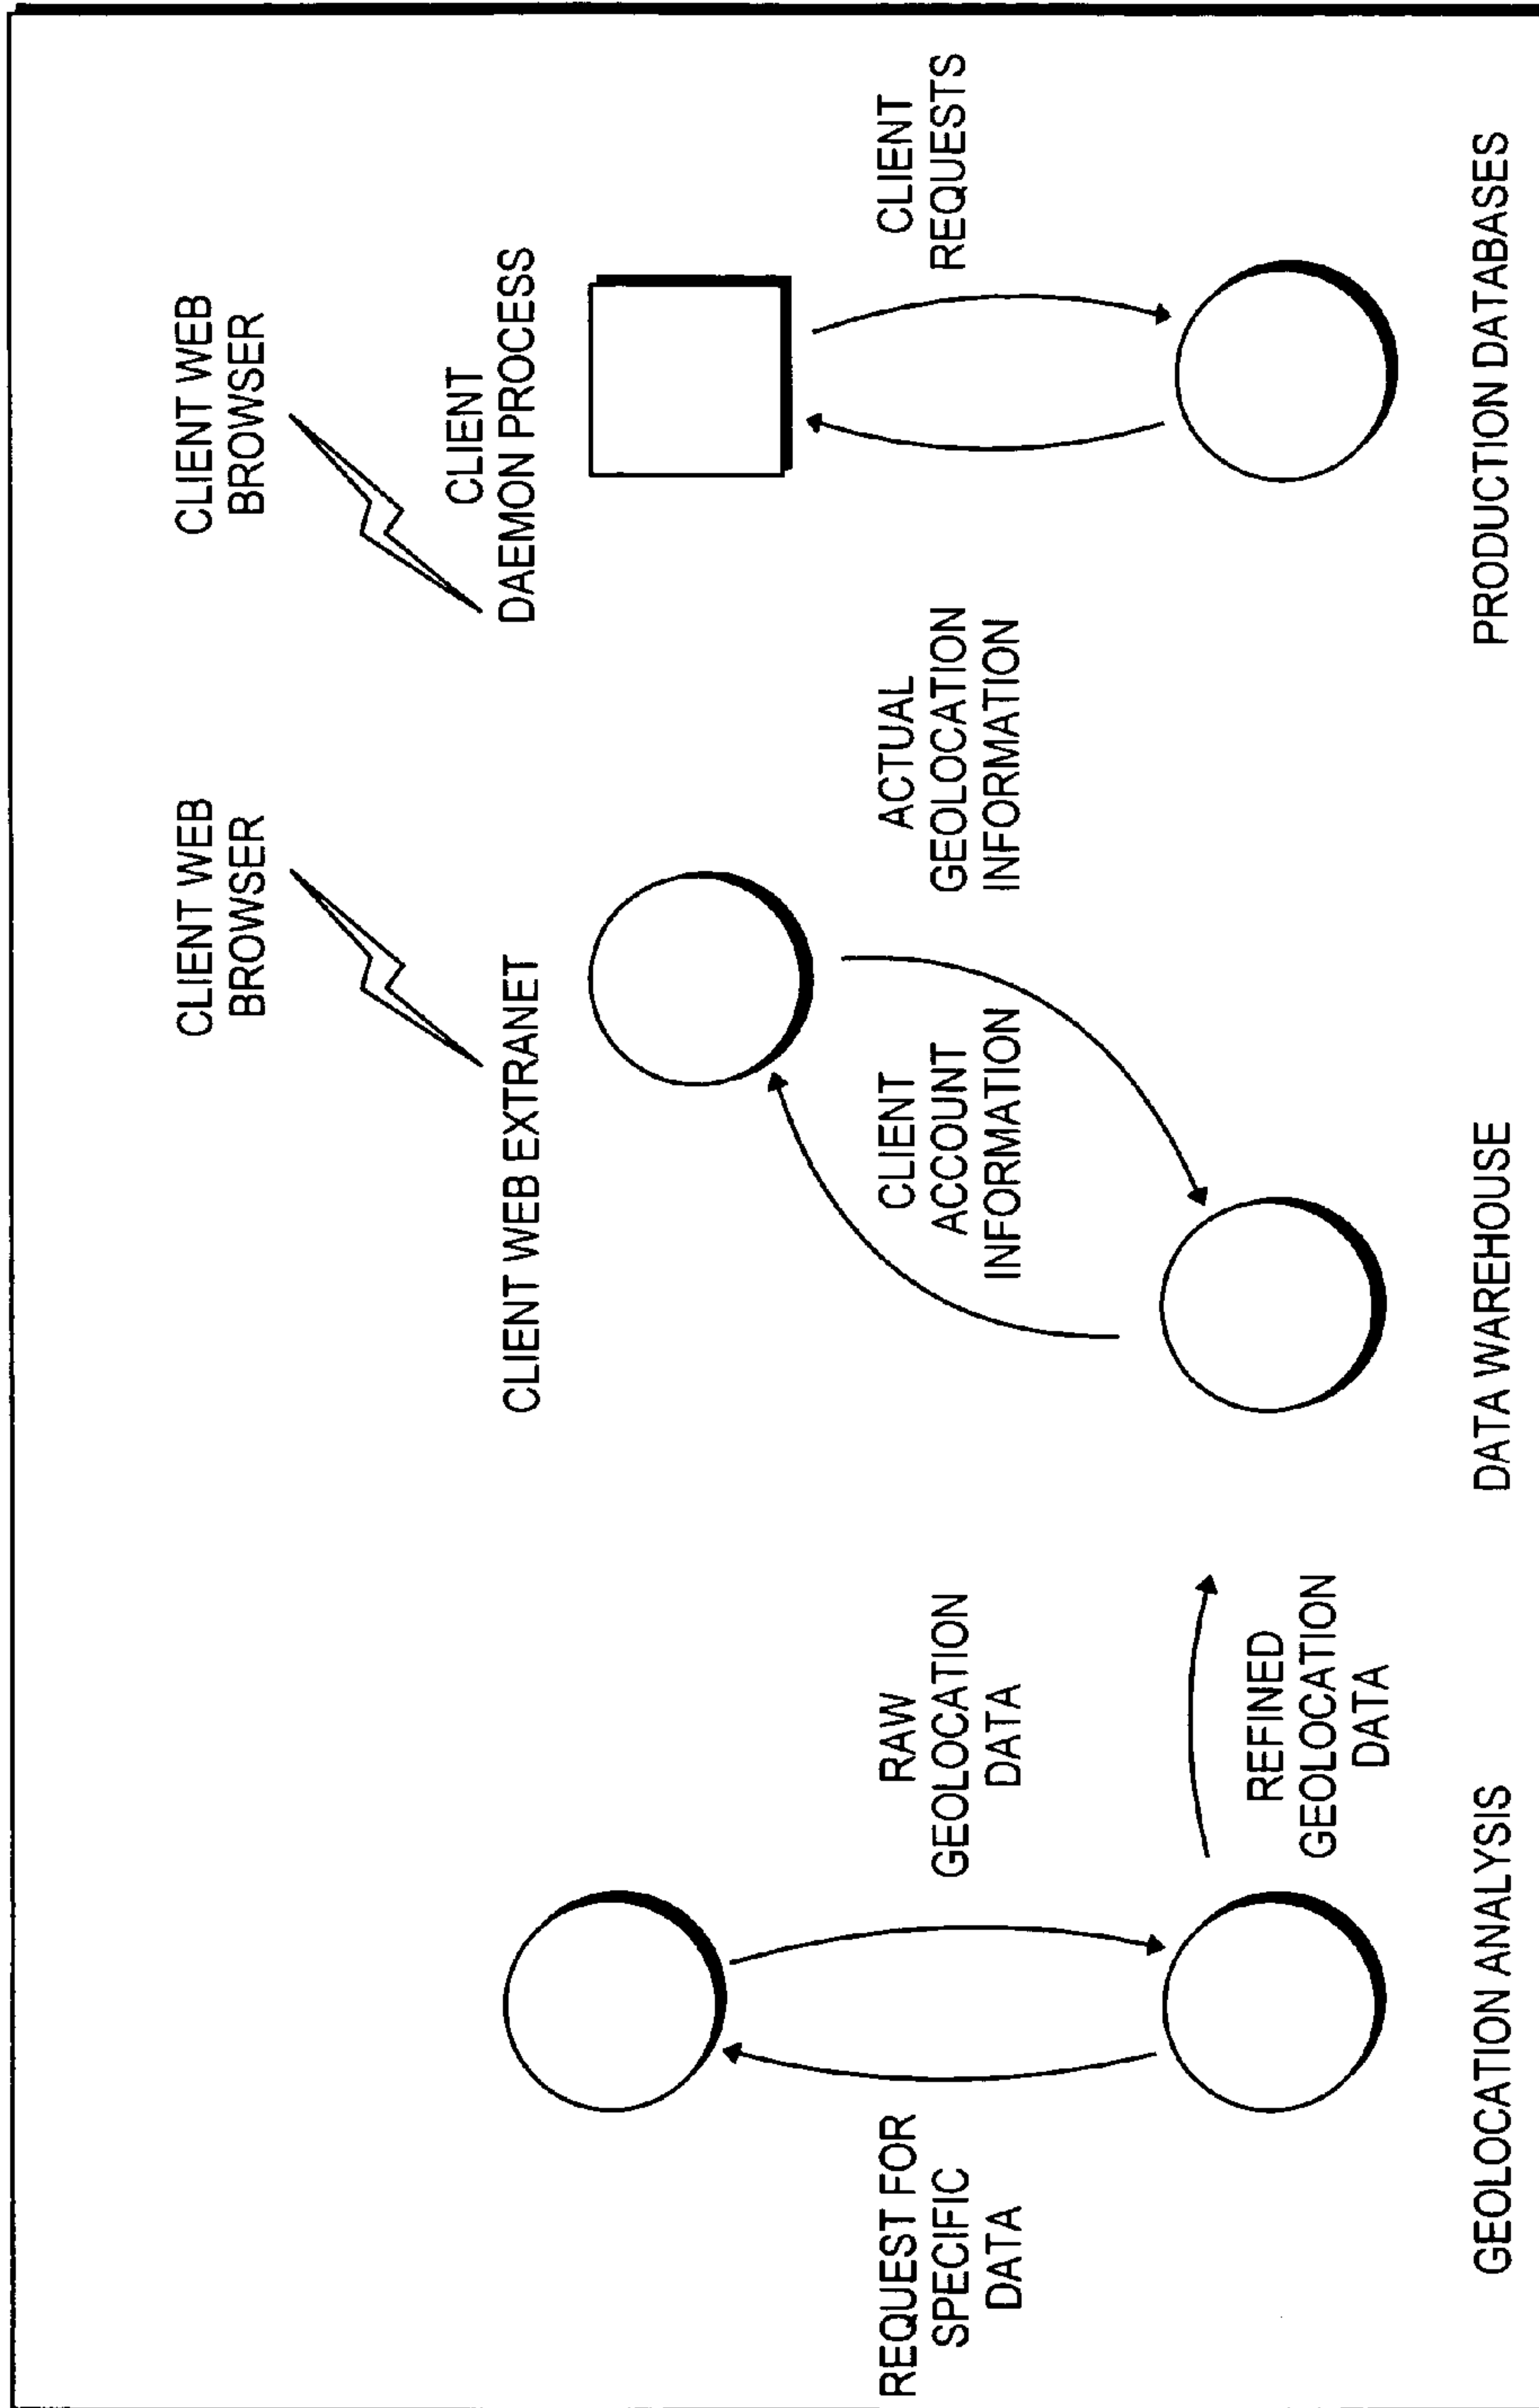 CLIENT WEB
BROWSER
CLIENT WEB
BROWSER
CLIENT WEB EXTRANET
CLIENT
DAEMON PROCESS
REQUEST FOR
SPECIFIC
DATA
RAW
GEOLOCATION
DATA
CLIENT
ACCOUNT
INFORMATION
ACTUAL
GEOLOCATION
INFORMATION
CLIENT
REQUESTS
REFINED
GEOLOCATION
DATA
GEOLOCATION ANALYSIS
DATA WAREHOUSE
PRODUCTION DATABASES